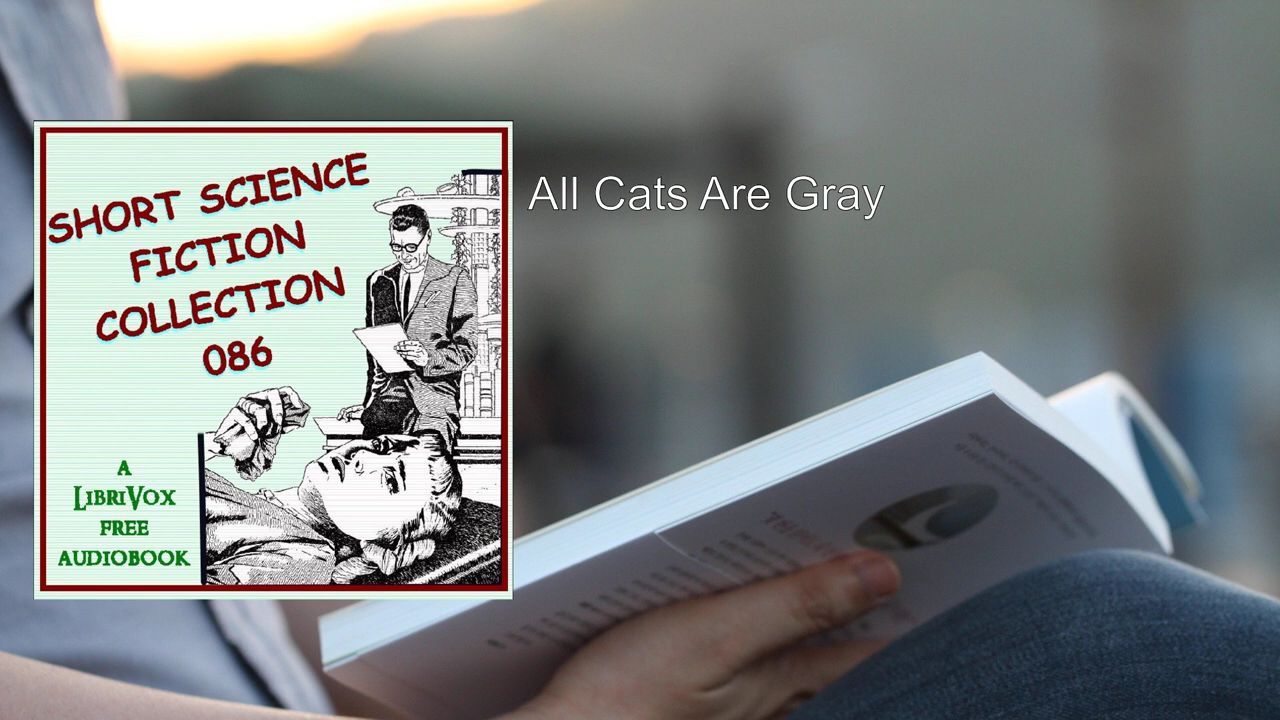 SHORT SCIENCE
FICTION
COLLECTION
086
A
LIBRIVOX
FREE
AUDIOBOOK
All Cats Are Gray